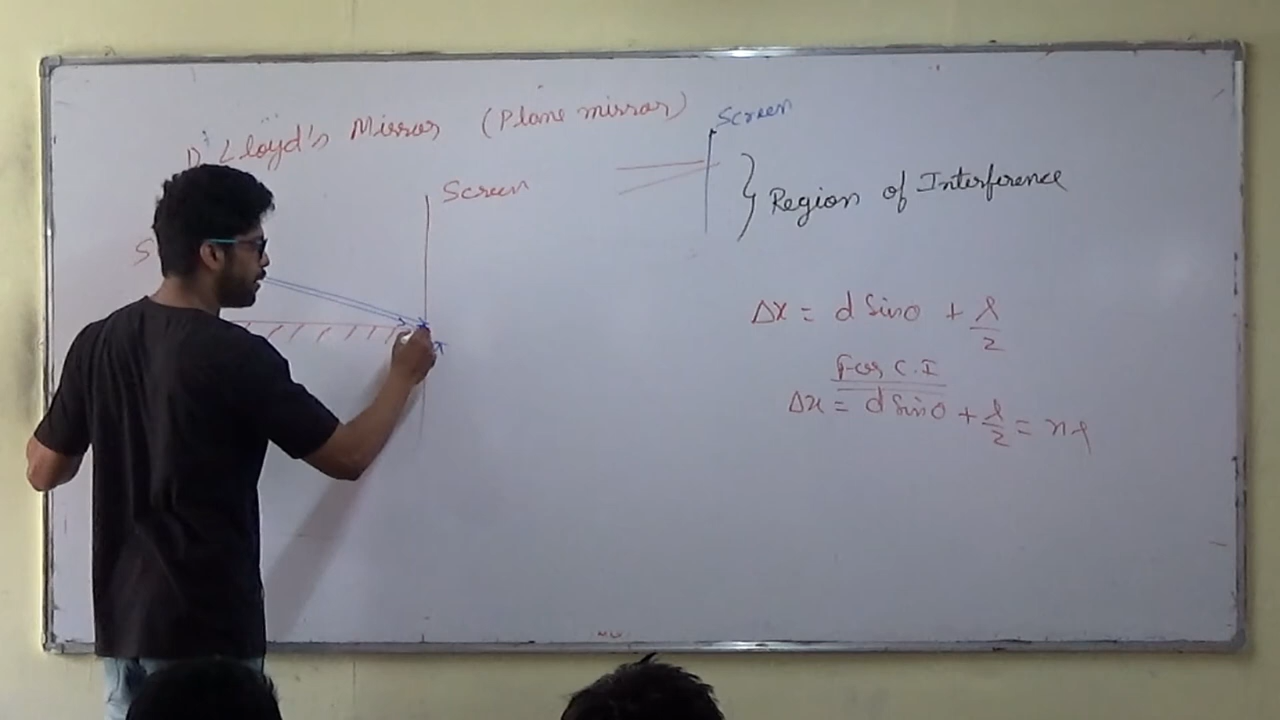 Lloyd's Mirror (Plane mirror)
Screen
Region of Interference
Screen
S
Δx = d Sinθ + λ/2
For C.I
Δx = d Sinθ + λ/2 = nλ